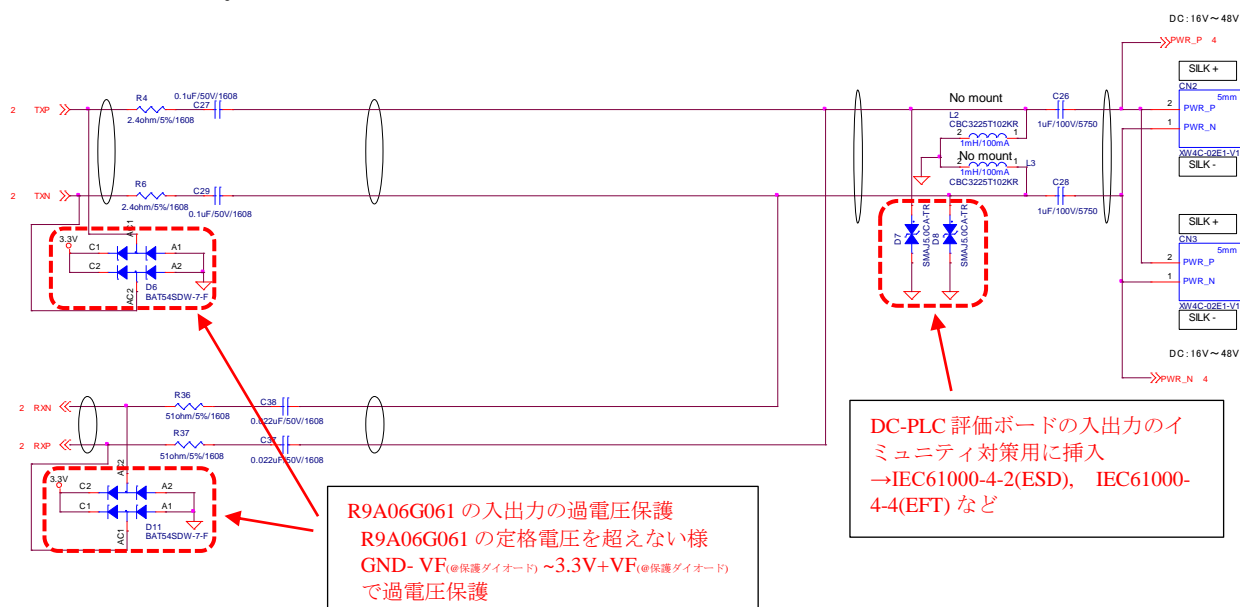 DC:16V～48V
PWR_P 4
SILK +
CN2
5mm
2 PWR_P
1 PWR_N
XW4C-02E1-V1
SILK -
2 TXP
R4
2.4ohm/5%/1608
0.1uF/50V/1608
C27
No mount
L2
CBC3225T102KR
2 1
1mH/100mA
No mount
2 1
L3
1mH/100mA
CBC3225T102KR
C26
1uF/100V/5750
2 TXN
R6
2.4ohm/5%/1608
C29
0.1uF/50V/1608
C28
1uF/100V/5750
3.3V
AC1
C1 A1
C2 A2
AC2
D6
BAT54SDW-7-F
D7
SMAJ5.0CA-TR
D8
SMAJ5.0CA-TR
SILK +
CN3
5mm
2 PWR_P
1 PWR_N
XW4C-02E1-V1
SILK -
DC:16V～48V
PWR_N 4
2 RXN
R36
51ohm/5%/1608
C38
0.022uF/50V/1608
2 RXP
R37
51ohm/5%/1608
C37
0.022uF/50V/1608
3.3V
AC2
C2 A2
C1 A1
AC1
D11
BAT54SDW-7-F
DC-PLC 評価ボードの入出力のイ
ミュニティ対策用に挿入
→IEC61000-4-2(ESD), IEC61000-
4-4(EFT) など
R9A06G061 の入出力の過電圧保護
R9A06G061 の定格電圧を超えない様
GND- VF(@保護ダイオード) ~3.3V+VF(@保護ダイオード)
で過電圧保護